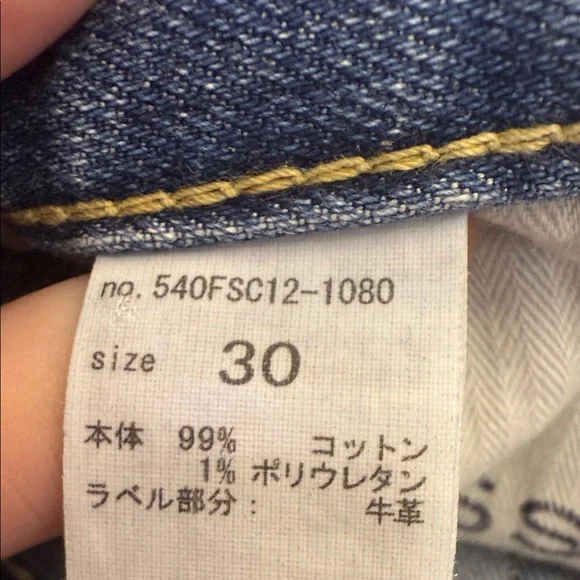 no. 540FSC12-1080
size 30
本体 99% コットン
1% ポリウレタン
ラベル部分： 牛革